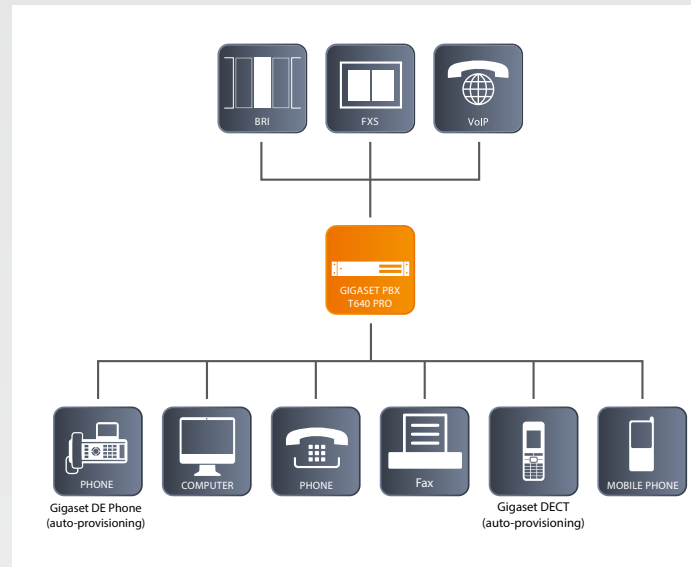 BRI
FXS
VoIP
GIGASET PBX
T640 PRO
PHONE
COMPUTER
PHONE
Fax
MOBILE PHONE
Gigaset DE Phone
(auto-provisioning)
Gigaset DECT
(auto-provisioning)